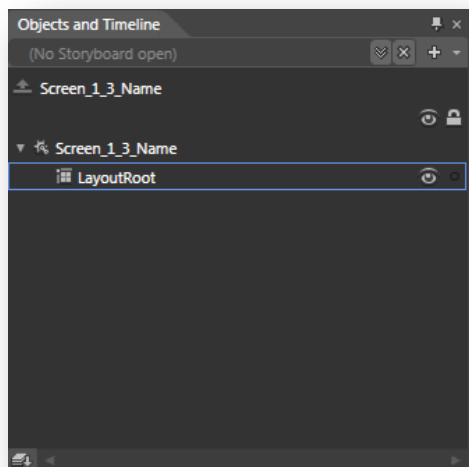 Objects and Timeline
(No Storyboard open)
Screen_1_3_Name
Screen_1_3_Name
LayoutRoot